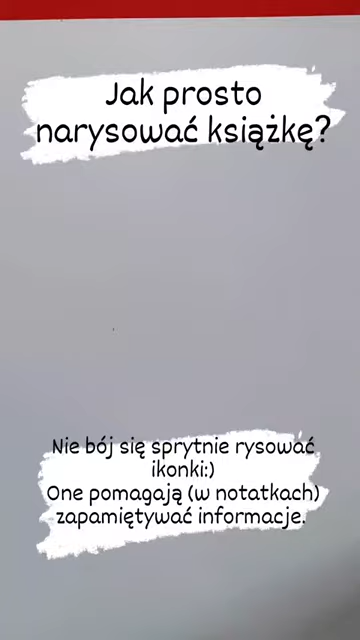 Jak prosto
narysować książkę?
Nie bój się sprytnie rysować
ikonki:)
One pomagają (w notatkach)
zapamiętywać informacje.